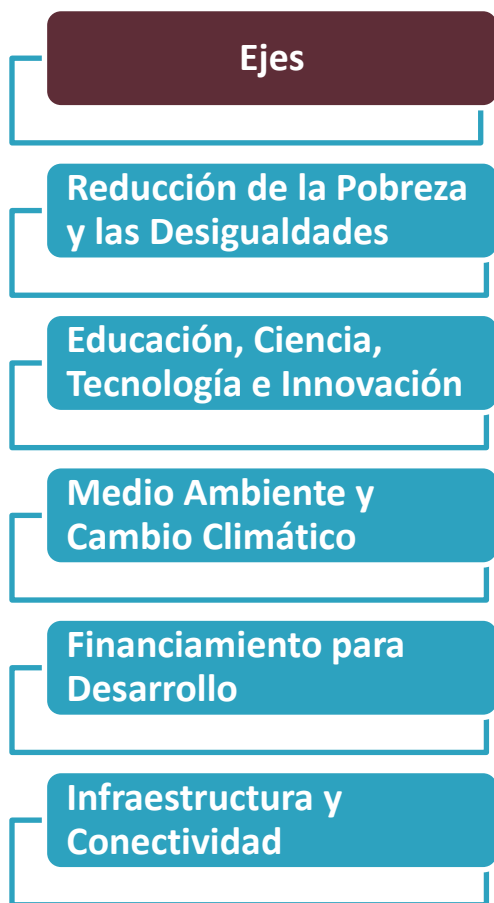 Ejes
Reducción de la Pobreza
y las Desigualdades
Educación, Ciencia,
Tecnología e Innovación
Medio Ambiente y
Cambio Climático
Financiamiento para
Desarrollo
Infraestructura y
Conectividad